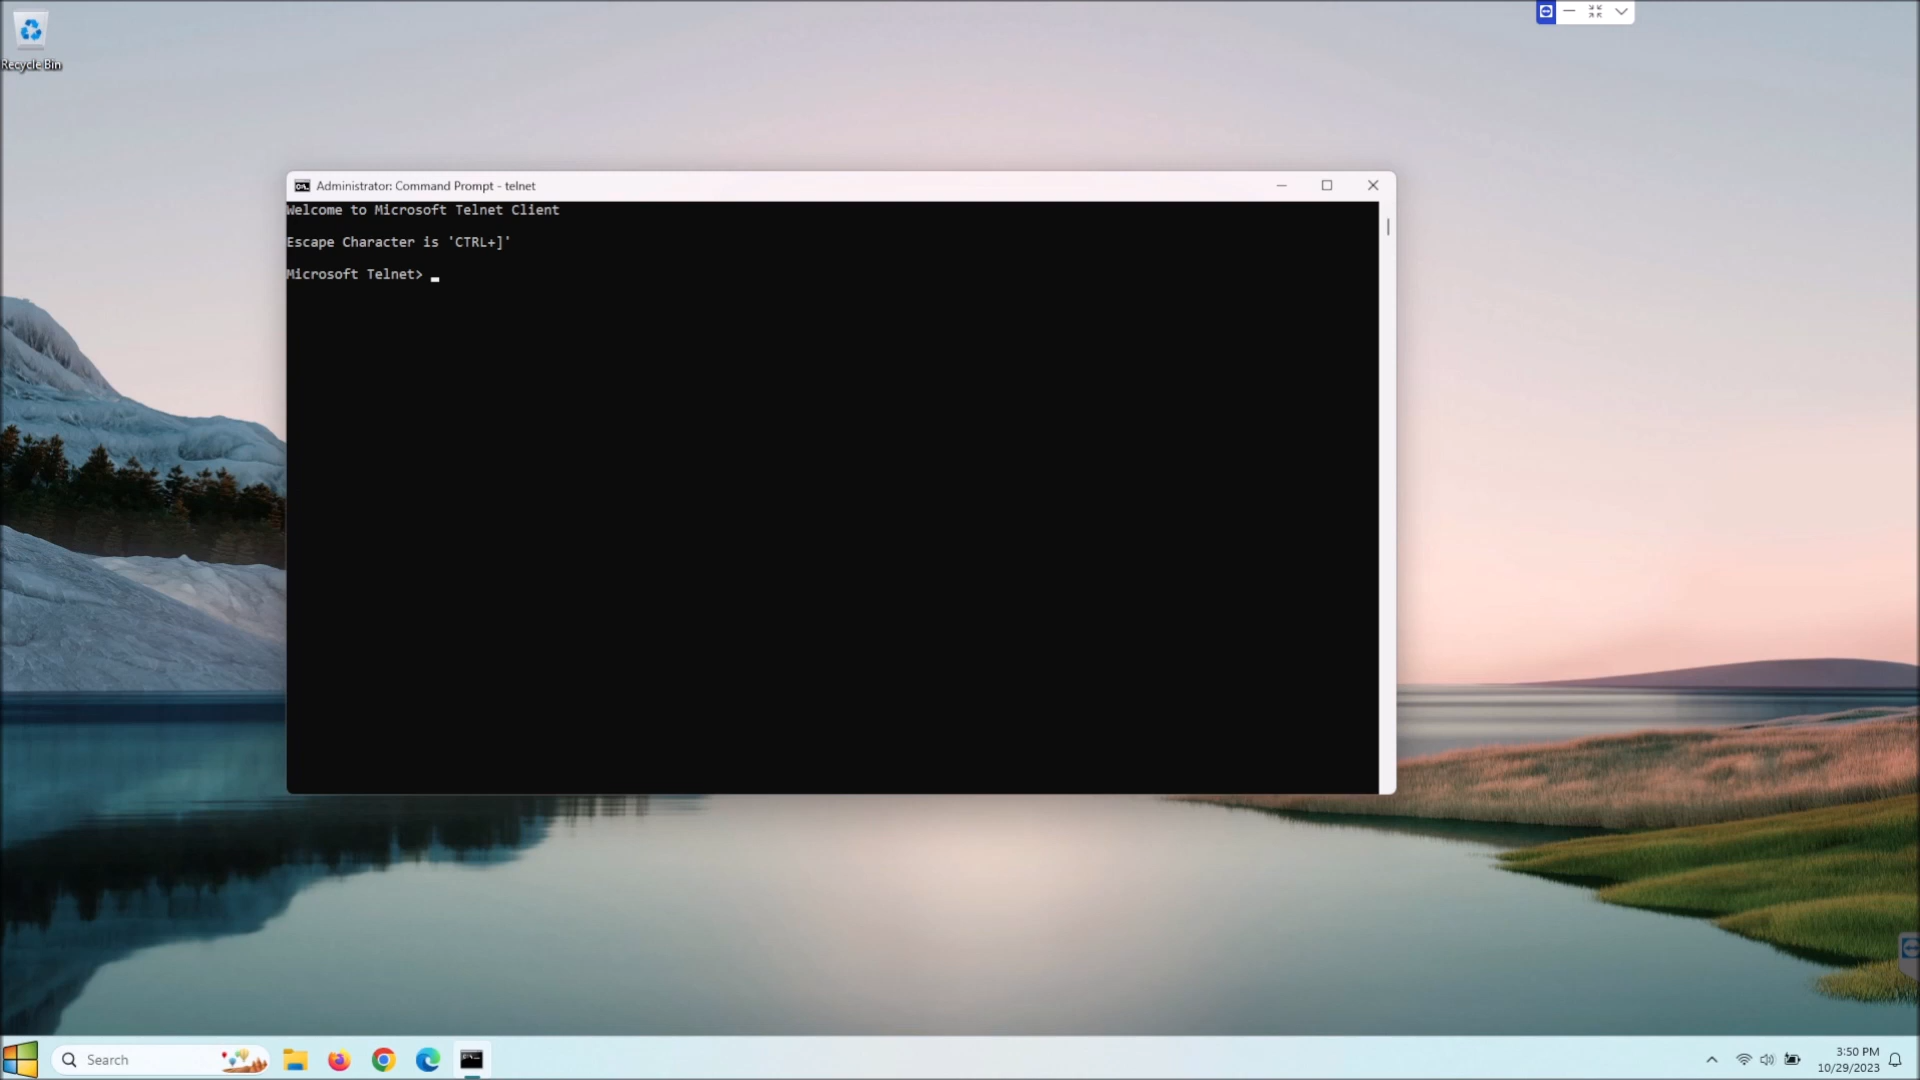 Recycle Bin
Administrator: Command Prompt - telnet
Welcome to Microsoft Telnet Client
Escape Character is 'CTRL+]'
Microsoft Telnet>
Search
3:50 PM
10/29/2023